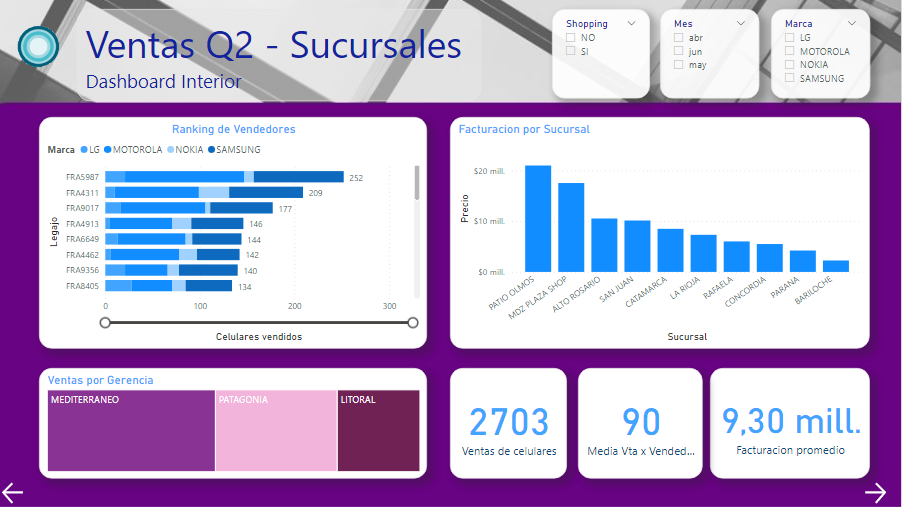 Ventas Q2 - Sucursales
Dashboard Interior
Shopping
NO
SI
Mes
abr
jun
may
Marca
LG
MOTOROLA
NOKIA
SAMSUNG
Ranking de Vendedores
Marca LG MOTOROLA NOKIA SAMSUNG
Legajo
FRA5987 252
FRA4311 209
FRA9017 177
FRA4913 146
FRA6649 144
FRA4462 142
FRA9356 140
FRA8405 134
0 100 200 300
Celulares vendidos
Facturacion por Sucursal
Precio
$20 mill.
$10 mill.
$0 mill.
PATIO OLMOS
MDZ PLAZA SHOP
ALTO ROSARIO
SAN JUAN
CATAMARCA
LA RIOJA
RAFAELA
CONCORDIA
PARANA
BARILOCHE
Sucursal
Ventas por Gerencia
MEDITERRANEO
PATAGONIA
LITORAL
2703
Ventas de celulares
90
Media Vta x Vended...
9,30 mill.
Facturacion promedio